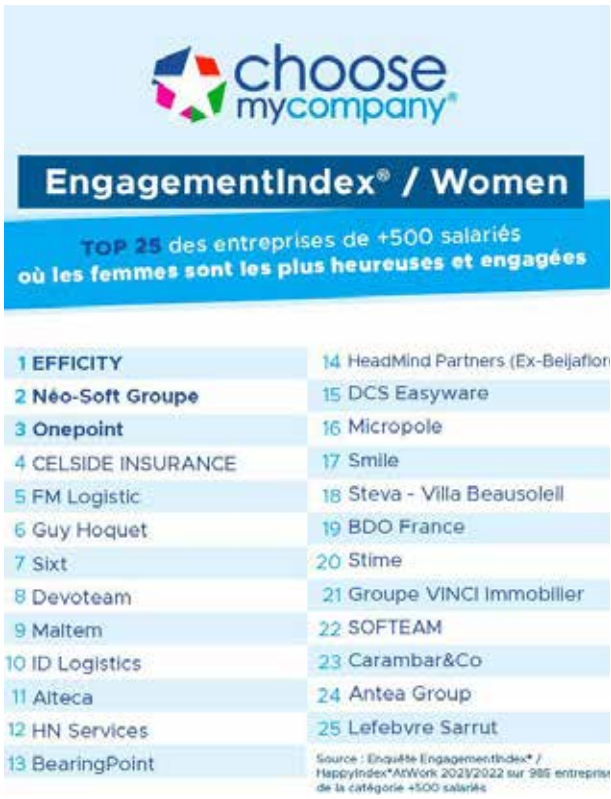 choose
mycompany®
EngagementIndex® / Women
TOP 25 des entreprises de +500 salariés
où les femmes sont les plus heureuses et engagées
1 EFFICITY
2 Néo-Soft Groupe
3 Onepoint
4 CELSIDE INSURANCE
5 FM Logistic
6 Guy Hoquet
7 Sixt
8 Devoteam
9 Maltem
10 ID Logistics
11 Alteca
12 HN Services
13 BearingPoint
14 HeadMind Partners (Ex-Beijaflore
15 DCS Easyware
16 Micropole
17 Smile
18 Steva - Villa Beausoleil
19 BDO France
20 Stime
21 Groupe VINCI Immobilier
22 SOFTEAM
23 Carambar&Co
24 Antea Group
25 Lefebvre Sarrut
Source : Enquête EngagementIndex® /
HappyIndex®AtWork 2021/2022 sur 985 entreprise
de la catégorie +500 salariés